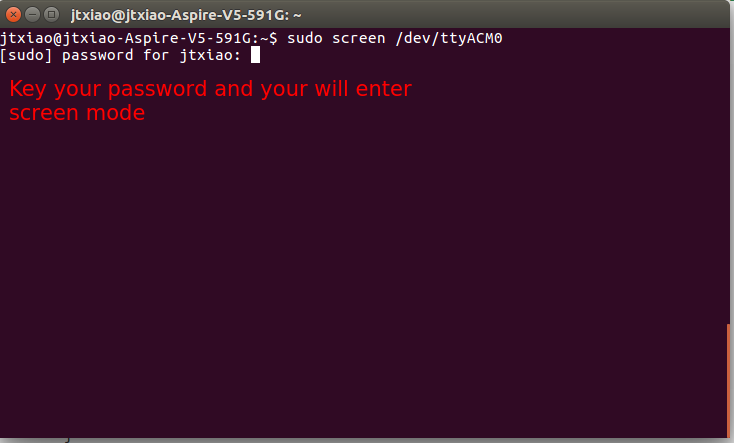 jtxiao@jtxiao-Aspire-V5-591G: ~
jtxiao@jtxiao-Aspire-V5-591G:~$ sudo screen /dev/ttyACM0
[sudo] password for jtxiao:
Key your password and your will enter
screen mode